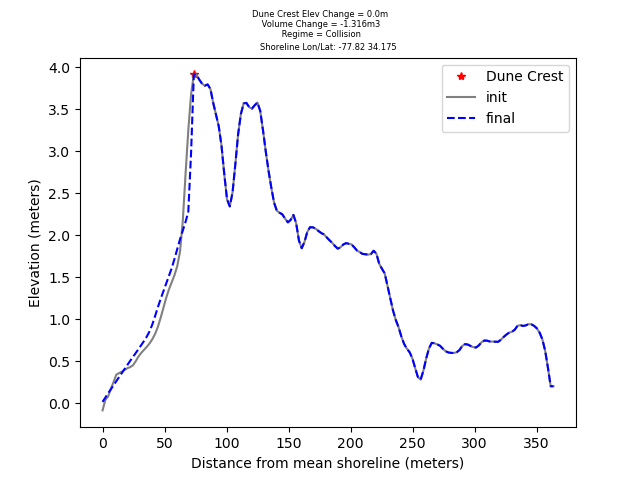 Dune Crest Elev Change = 0.0m
Volume Change = -1.316m3
Regime = Collision
Shoreline Lon/Lat: -77.82 34.175
4.0
3.5
3.0
2.5
2.0
1.5
1.0
0.5
0.0
Elevation (meters)
Dune Crest
init
final
0
50
100
150
200
250
300
350
Distance from mean shoreline (meters)